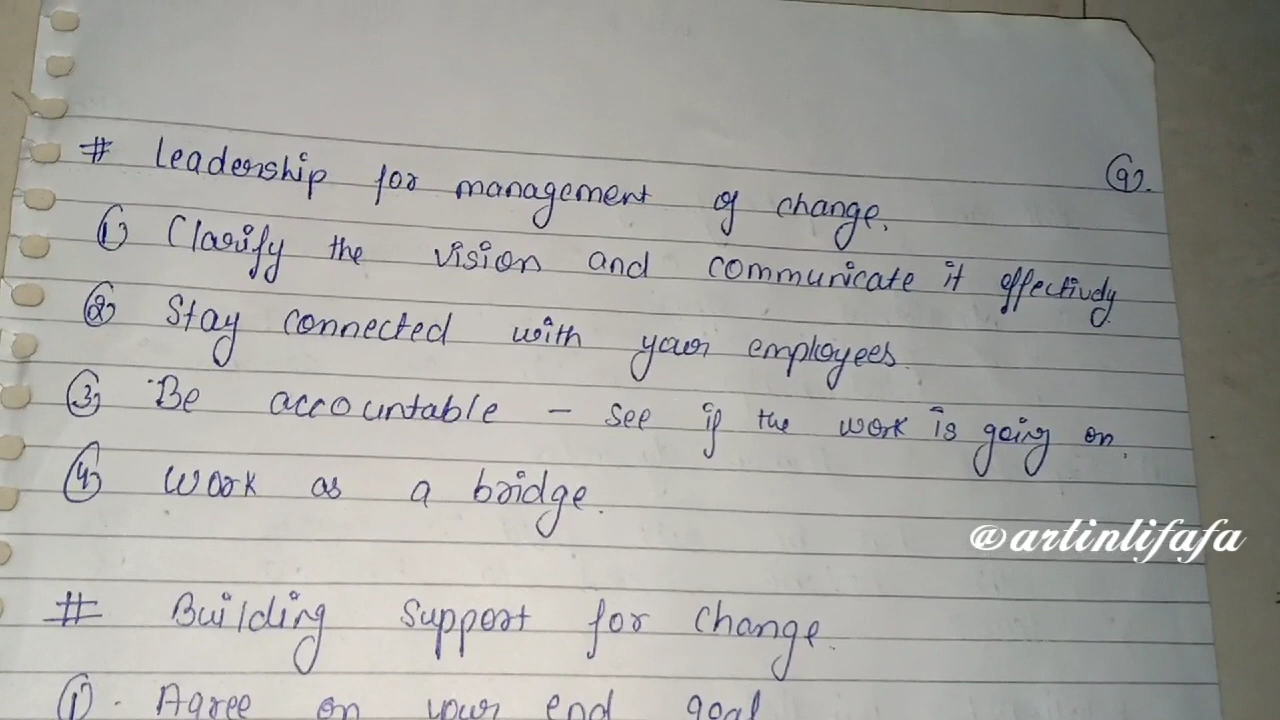 # Leadership for management of change.
(9).
(1) Clarify the vision and communicate it effectively.
(2) Stay connected with your employees.
(3) Be accountable - see if the work is going on.
(4) Work as a bridge.
@artinlifafa
# Building Support for change.
(1). Agree on your end goal